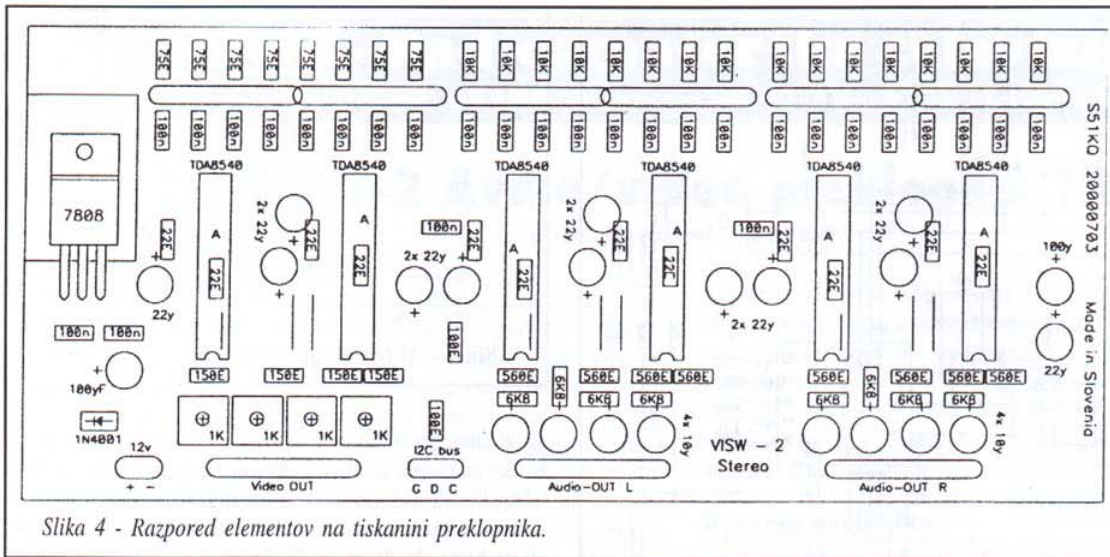 75E 75E 75E 75E 75E 75E 75E 75E 10K 10K 10K 10K 10K 10K 10K 10K 10K 10K 10K 10K 10K 10K 10K 10K
100n 100n 100n 100n 100n 100n 100n 100n 100n 100n 100n 100n 100n 100n 100n 100n 100n 100n 100n 100n 100n 100n 100n 100n
TDA8540 TDA8540 TDA8540 TDA8540 TDA8540 TDA8540
7808
A A A A A A
22E 22E 22E 22E 22E 22E 22E 22E
2x 22y 2x 22y 2x 22y
100n 100n
2x 22y
22E 22E 22E 22E 22E 22E
22y
2x 22y
100y
22y
100n 100n
100E
100yF
150E 150E 150E 150E 560E 560E 560E 560E 560E 560E 560E 560E
6K8 6K8 6K8 6K8 6K8 6K8 6K8 6K8
1N4001
1K 1K 1K 1K
100E
4x 10y 4x 10y
12v
+ -
Video OUT
I2C bus
G D C
Audio-OUT L
VISW - 2
Stereo
Audio-OUT R
S51KQ 20000703 Made in Slovenia
Slika 4 - Razpored elementov na tiskanini preklopnika.